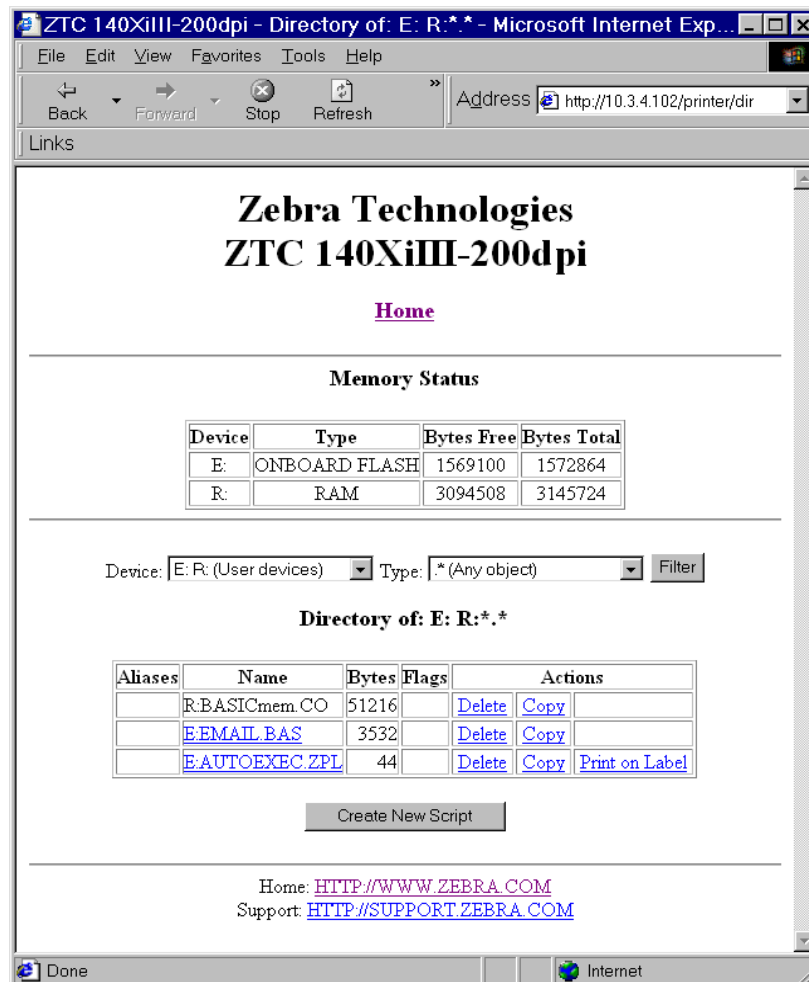 ZTC 140XiIII-200dpi - Directory of: E: R:*.* - Microsoft Internet Exp...
File Edit View Favorites Tools Help
Back Forward Stop Refresh » Address http://10.3.4.102/printer/dir
Links
Zebra Technologies
ZTC 140XiIII-200dpi
Home
Memory Status
Device Type Bytes Free Bytes Total
E: ONBOARD FLASH 1569100 1572864
R: RAM 3094508 3145724
Device: E: R: (User devices) Type: .* (Any object) Filter
Directory of: E: R:*.*
Aliases Name Bytes Flags Actions
R:BASICmem.CO 51216 Delete Copy
E:EMAIL.BAS 3532 Delete Copy
E:AUTOEXEC.ZPL 44 Delete Copy Print on Label
Create New Script
Home: HTTP://WWW.ZEBRA.COM
Support: HTTP://SUPPORT.ZEBRA.COM
Done Internet